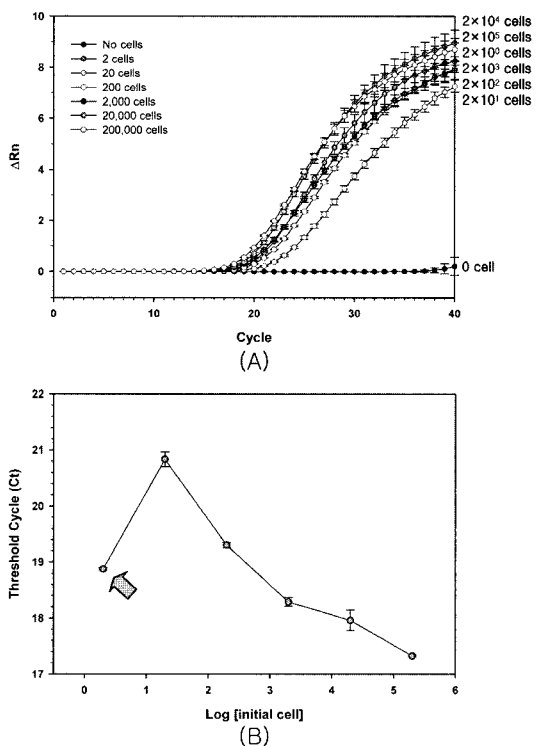 10
8
6
4
2
0
-1
ΔRn
No cells
2 cells
20 cells
200 cells
2,000 cells
20,000 cells
200,000 cells
2×10⁴ cells
2×10⁵ cells
2×10⁰ cells
2×10³ cells
2×10² cells
2×10¹ cells
0 cell
0
10
20
30
40
Cycle
(A)
22
21
20
19
18
17
Threshold Cycle (Ct)
0
1
2
3
4
5
6
Log [initial cell]
(B)